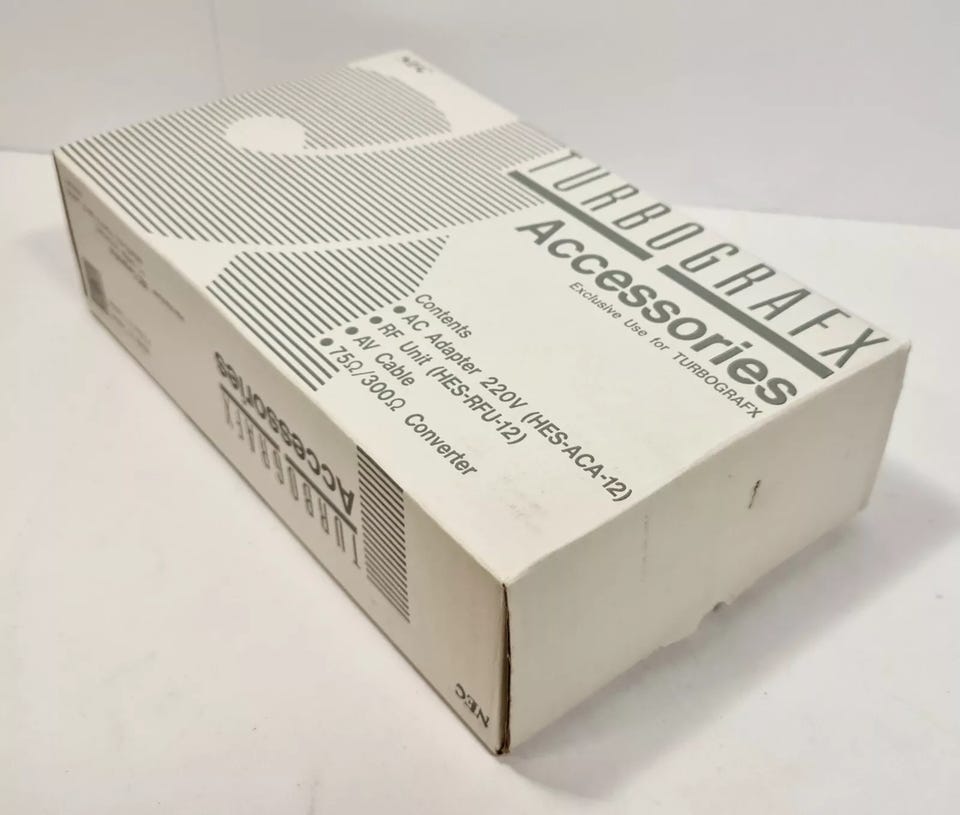 NEC
TURBOGRAFX
Accessories
Exclusive Use for TURBOGRAFX
Contents
● AC Adapter 220V (HES-ACA-12)
● RF Unit (HES-RFU-12)
● AV Cable
● 75Ω/300Ω Converter
TURBOGRAFX
Accessories
NEC